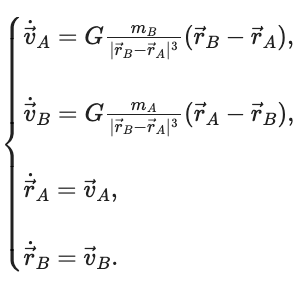 \dot{\vec{v}}_A = G \frac{m_B}{|\vec{r}_B - \vec{r}_A|^3} (\vec{r}_B - \vec{r}_A),
\dot{\vec{v}}_B = G \frac{m_A}{|\vec{r}_B - \vec{r}_A|^3} (\vec{r}_A - \vec{r}_B),
\dot{\vec{r}}_A = \vec{v}_A,
\dot{\vec{r}}_B = \vec{v}_B.